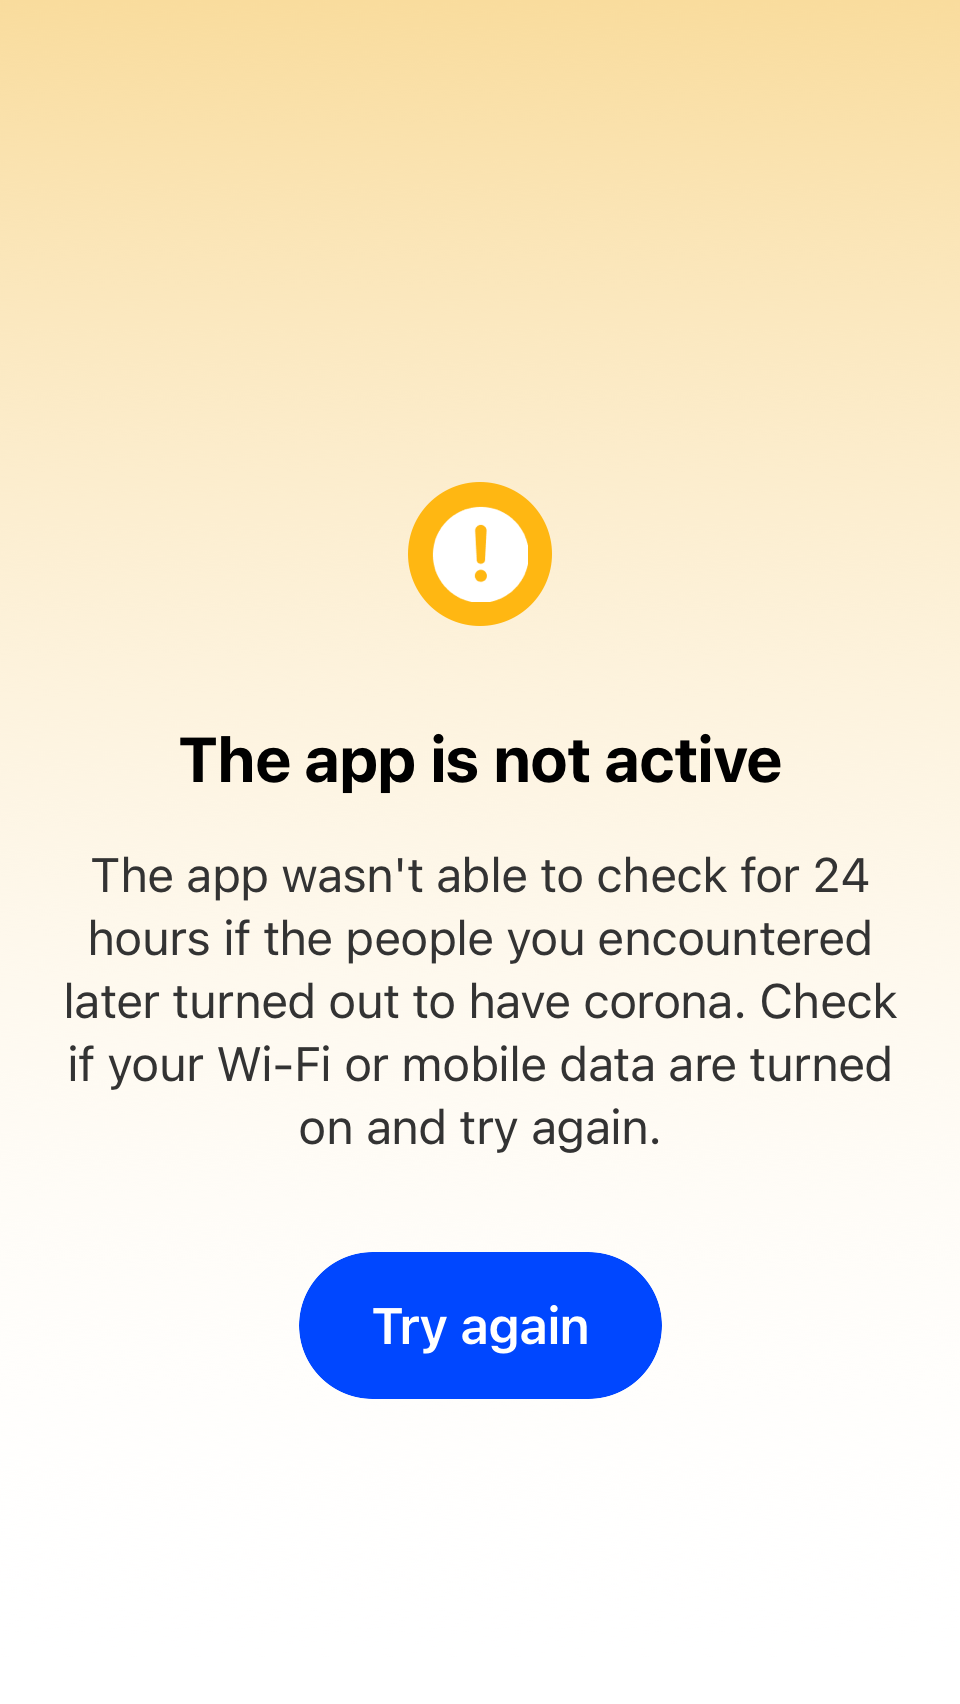 The app is not active
The app wasn't able to check for 24
hours if the people you encountered
later turned out to have corona. Check
if your Wi-Fi or mobile data are turned
on and try again.
Try again